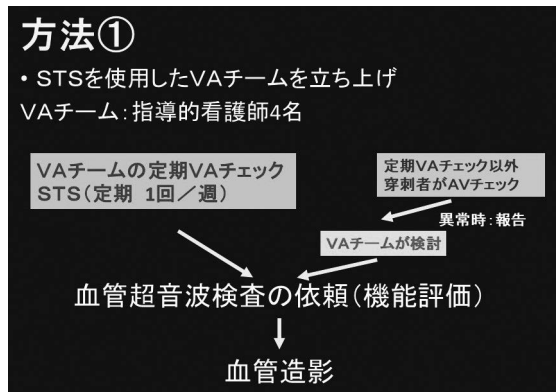 方法①
・STSを使用したVAチームを立ち上げ
VAチーム：指導的看護師4名
VAチームの定期VAチェック
STS（定期 1回／週）
定期VAチェック以外
穿刺者がAVチェック
異常時：報告
VAチームが検討
血管超音波検査の依頼（機能評価）
血管造影